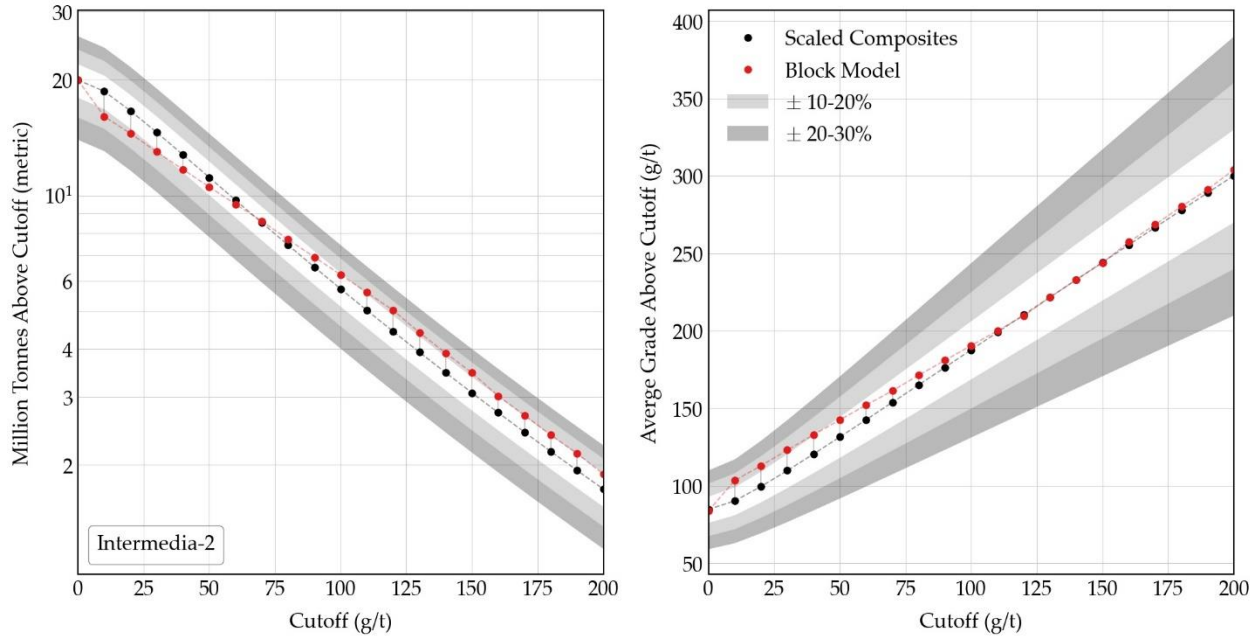 30
20
10¹
6
4
3
2
Million Tonnes Above Cutoff (metric)
Intermedia-2
0 25 50 75 100 125 150 175 200
Cutoff (g/t)
400
350
300
250
200
150
100
50
Averge Grade Above Cutoff (g/t)
Scaled Composites
Block Model
± 10-20%
± 20-30%
0 25 50 75 100 125 150 175 200
Cutoff (g/t)